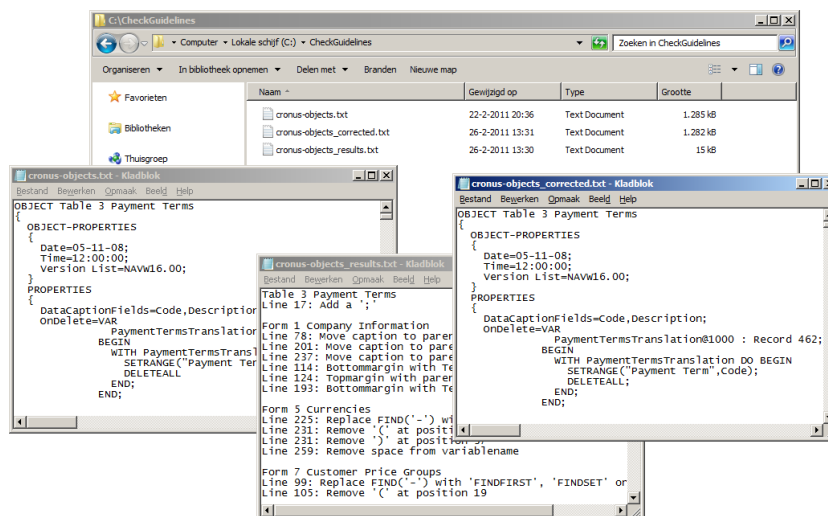 C:\CheckGuidelines
Computer Lokale schijf (C:) CheckGuidelines
Zoeken in CheckGuidelines
Organiseren In bibliotheek opnemen Delen met Branden Nieuwe map
Favorieten
Bibliotheken
Thuisgroep
Naam Gewijzigd op Type Grootte
cronus-objects.txt 22-2-2011 20:36 Text Document 1.285 kB
cronus-objects_corrected.txt 26-2-2011 13:31 Text Document 1.282 kB
cronus-objects_results.txt 26-2-2011 13:30 Text Document 15 kB
cronus-objects.txt - Kladblok
Bestand Bewerken Opmaak Beeld Help
OBJECT Table 3 Payment Terms
{
OBJECT-PROPERTIES
{
Date=05-11-08;
Time=12:00:00;
Version List=NAVW16.00;
}
PROPERTIES
{
DataCaptionFields=Code,Description
OnDelete=VAR
PaymentTermsTranslation
BEGIN
WITH PaymentTermsTransl
SETRANGE("Payment Ter
DELETEALL
END;
END;
cronus-objects_results.txt - Kladblok
Bestand Bewerken Opmaak Beeld Help
Table 3 Payment Terms
Line 17: Add a ';'
Form 1 Company Information
Line 78: Move caption to paren
Line 201: Move caption to pare
Line 237: Move caption to pare
Line 114: Bottommargin with Te
Line 124: Topmargin with paren
Line 193: Bottommargin with Te
Form 5 Currencies
Line 225: Replace FIND('-') wi
Line 231: Remove '(' at positi
Line 231: Remove ')' at position
Line 259: Remove space from variablename
Form 7 Customer Price Groups
Line 99: Replace FIND('-') with 'FINDFIRST', 'FINDSET' or
Line 105: Remove '(' at position 19
cronus-objects_corrected.txt - Kladblok
Bestand Bewerken Opmaak Beeld Help
OBJECT Table 3 Payment Terms
{
OBJECT-PROPERTIES
{
Date=05-11-08;
Time=12:00:00;
Version List=NAVW16.00;
}
PROPERTIES
{
DataCaptionFields=Code,Description;
OnDelete=VAR
PaymentTermsTranslation@1000 : Record 462;
BEGIN
WITH PaymentTermsTranslation DO BEGIN
SETRANGE("Payment Term",Code);
DELETEALL;
END;
END;